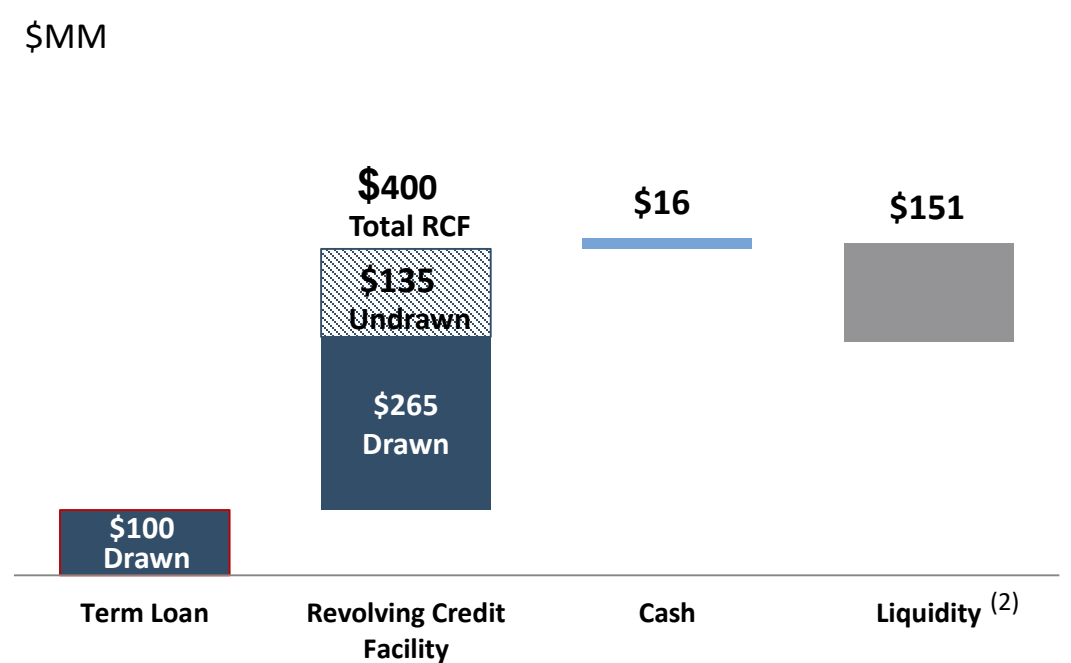 $MM
$400
Total RCF
$135
Undrawn
$265
Drawn
$16
$151
$100
Drawn
Term Loan
Revolving Credit
Facility
Cash
Liquidity (2)